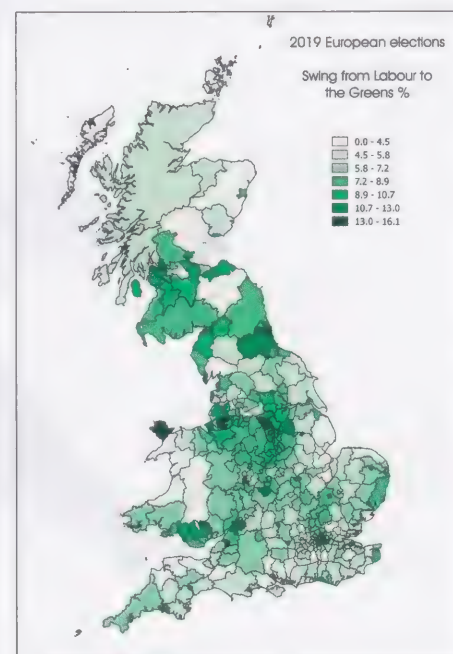 2019 European elections
Swing from Labour to
the Greens %
0.0 - 4.5
4.5 - 5.8
5.8 - 7.2
7.2 - 8.9
8.9 - 10.7
10.7 - 13.0
13.0 - 16.1